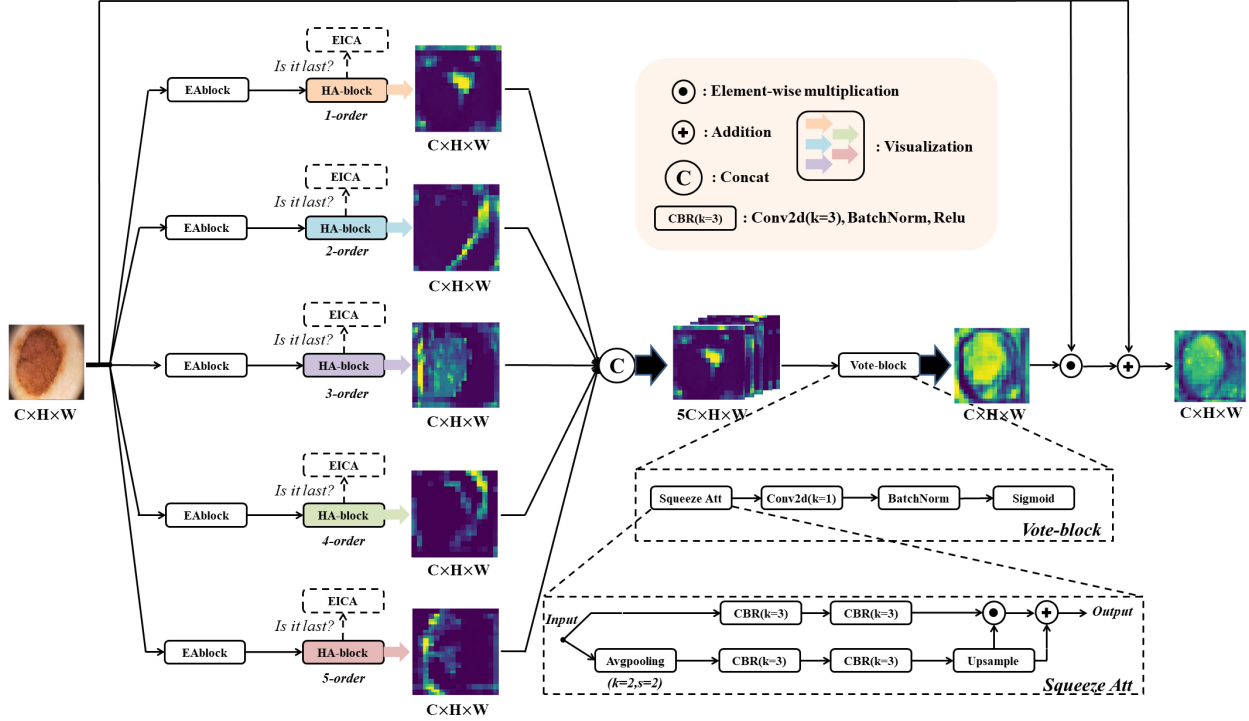 EICA
Is it last?
EAblock
HA-block
1-order
C×H×W
EICA
Is it last?
EAblock
HA-block
2-order
C×H×W
EICA
Is it last?
EAblock
HA-block
3-order
C×H×W
EICA
Is it last?
EAblock
HA-block
4-order
C×H×W
EICA
Is it last?
EAblock
HA-block
5-order
C×H×W
C×H×W
: Element-wise multiplication
: Addition
C : Concat
: Visualization
CBR(k=3) : Conv2d(k=3), BatchNorm, Relu
C
5C×H×W
Vote-block
C×H×W
C×H×W
Squeeze Att
Conv2d(k=1)
BatchNorm
Sigmoid
Vote-block
Input
CBR(k=3)
CBR(k=3)
Output
Avgpooling
(k=2,s=2)
CBR(k=3)
CBR(k=3)
Upsample
Squeeze Att